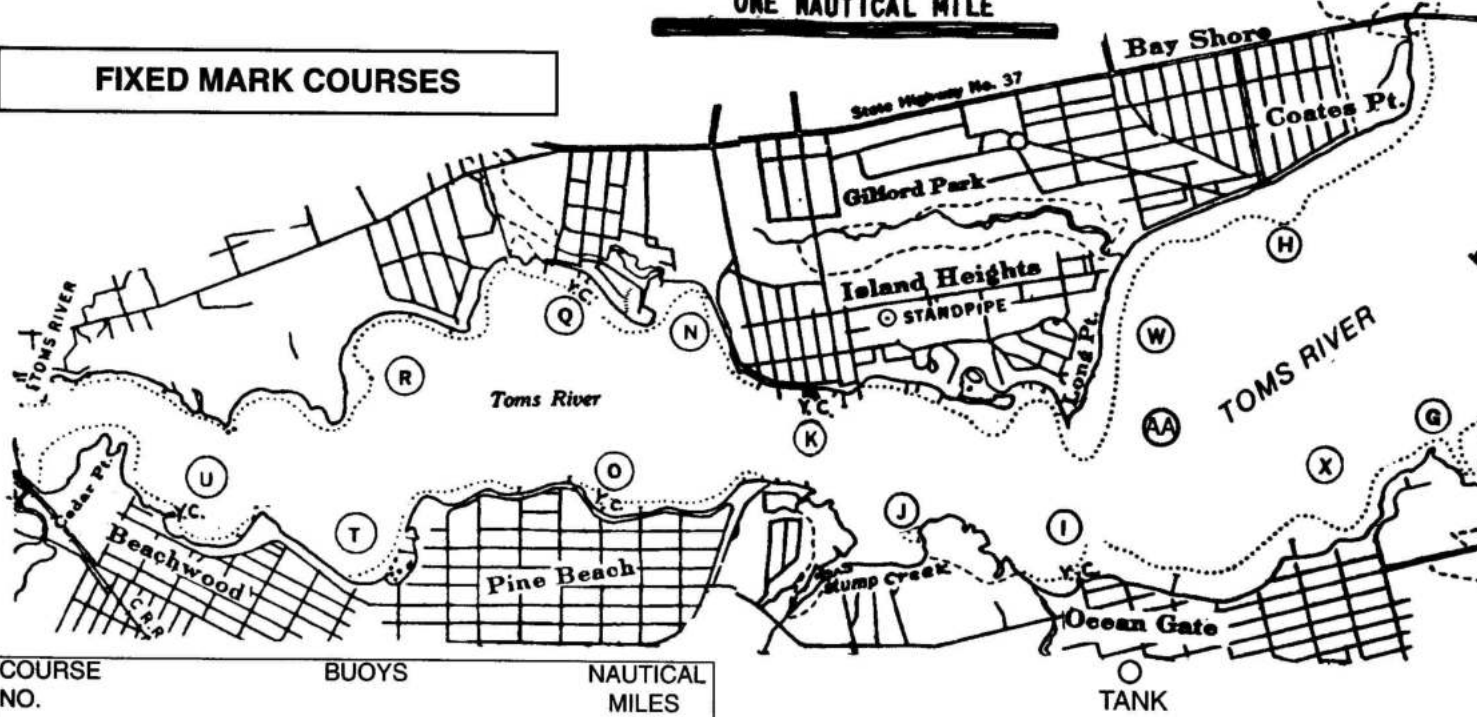 ONE NAUTICAL MILE
FIXED MARK COURSES
Bay Shore
State Highway No. 37
Coates Pt.
Gilford Park
H
Island Heights
STANDPIPE
TOMS RIVER
Y.C.
Q
N
W
TOMS RIVER
Long Pt.
R
Toms River
Y.C.
K
AA
G
X
U
O
Y.C.
Cedar Pt.
Y.C.
T
J
I
Beachwood
Pine Beach
Stump Creek
Y.C.
Ocean Gate
C.R.R
COURSE NO.
BUOYS
NAUTICAL MILES
TANK